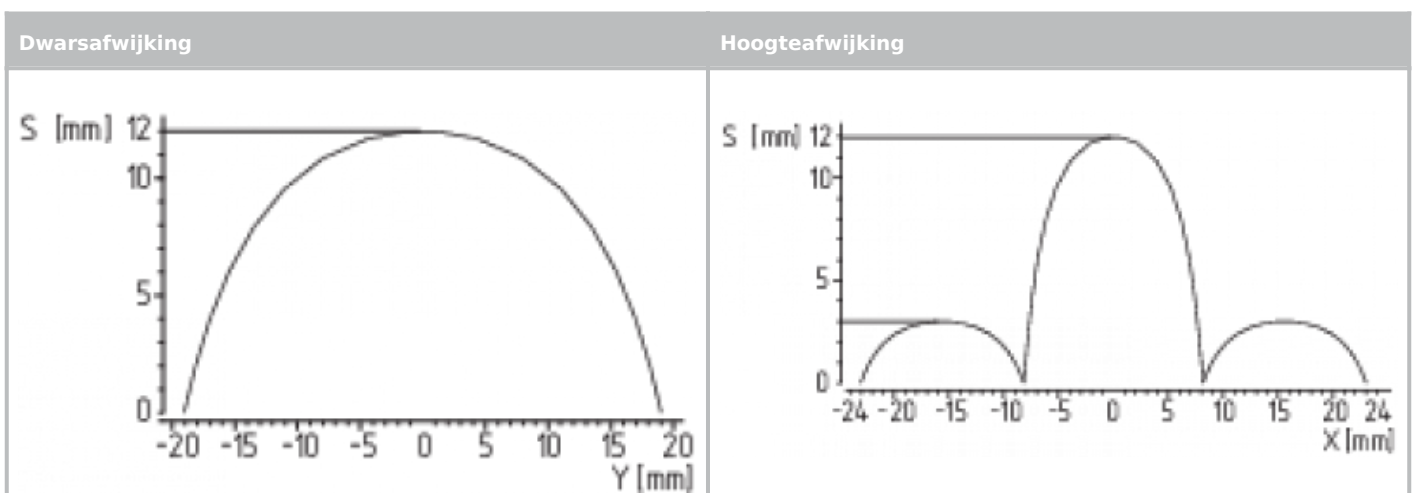 Dwarsafwijking
Hoogteafwijking
S [mm] 12
10
5
0
-20 -15 -10 -5 0 5 10 15 20
Y [mm]
S [mm] 12
10
5
0
-24 -20 -15 -10 -5 0 5 10 15 20 24
X [mm]